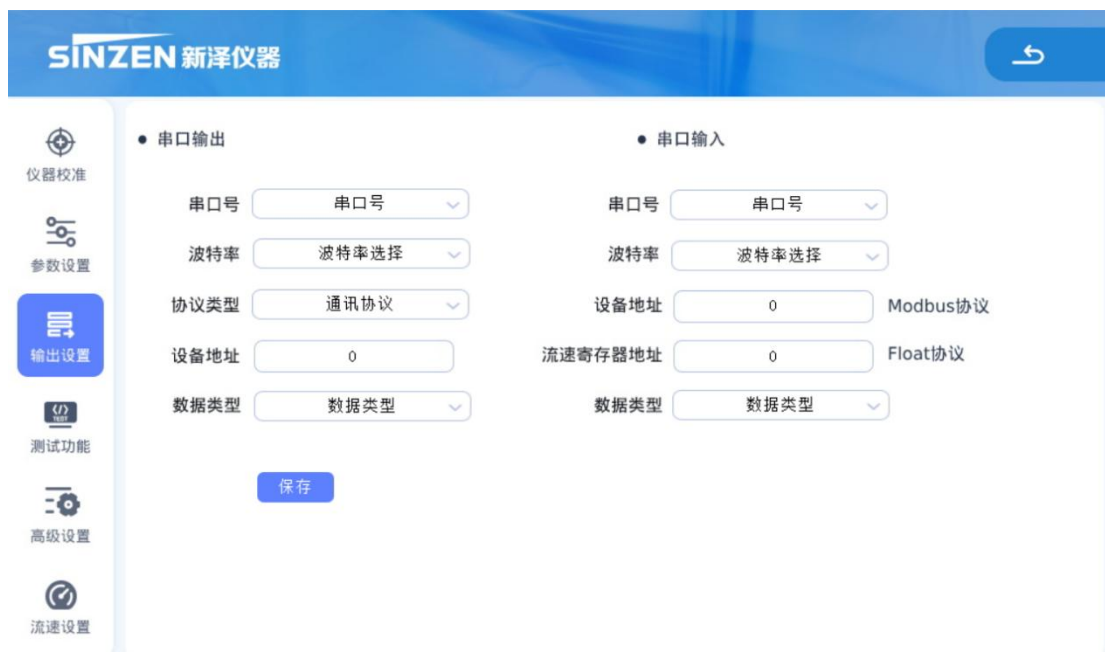 SINZEN 新泽仪器
仪器校准
参数设置
输出设置
TEST
测试功能
高级设置
流速设置
串口输出
串口号 串口号
波特率 波特率选择
协议类型 通讯协议
设备地址 0
数据类型 数据类型
保存
串口输入
串口号 串口号
波特率 波特率选择
设备地址 0 Modbus协议
流速寄存器地址 0 Float协议
数据类型 数据类型